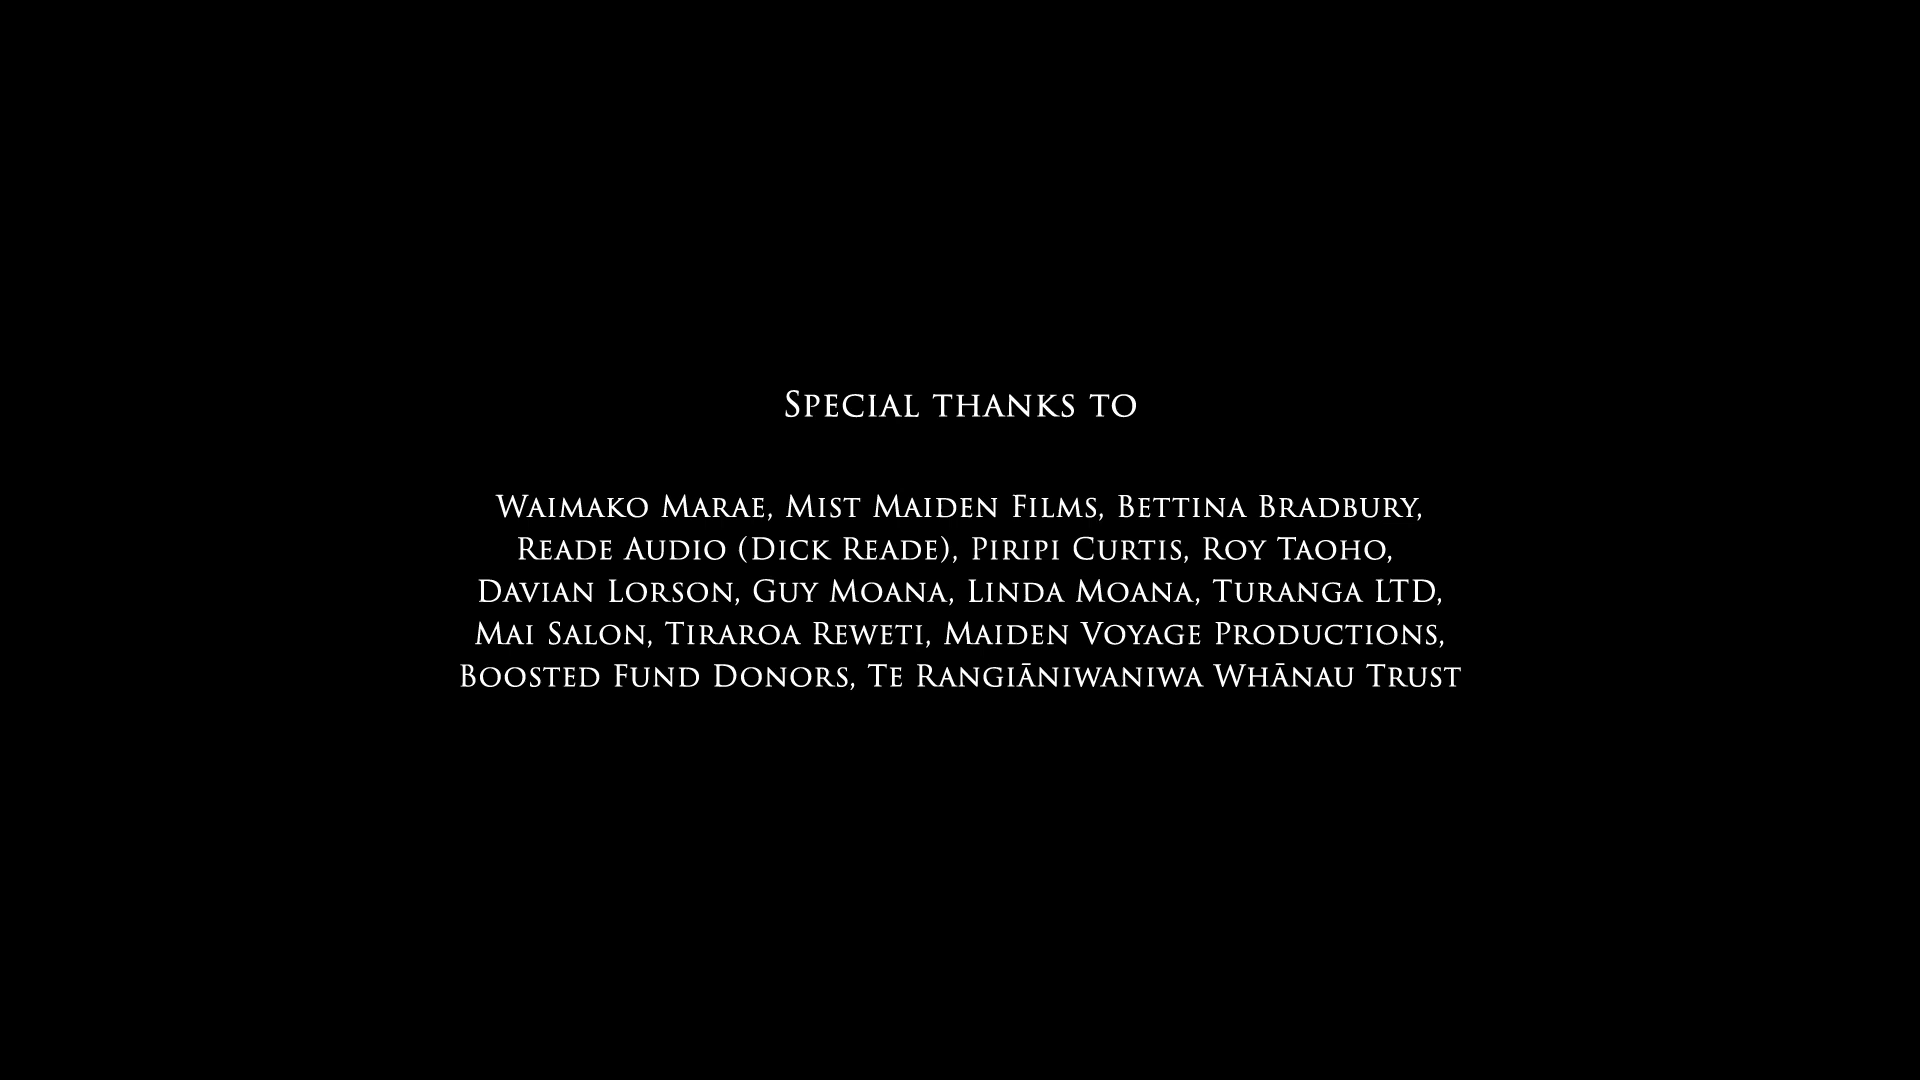 Special thanks to
Waimako Marae, Mist Maiden Films, Bettina Bradbury,
Reade Audio (Dick Reade), Piripi Curtis, Roy Taoho,
Davian Lorson, Guy Moana, Linda Moana, Turanga LTD,
Mai Salon, Tiraroa Reweti, Maiden Voyage Productions,
Boosted Fund Donors, Te Rangiāniwaniwa Whānau Trust